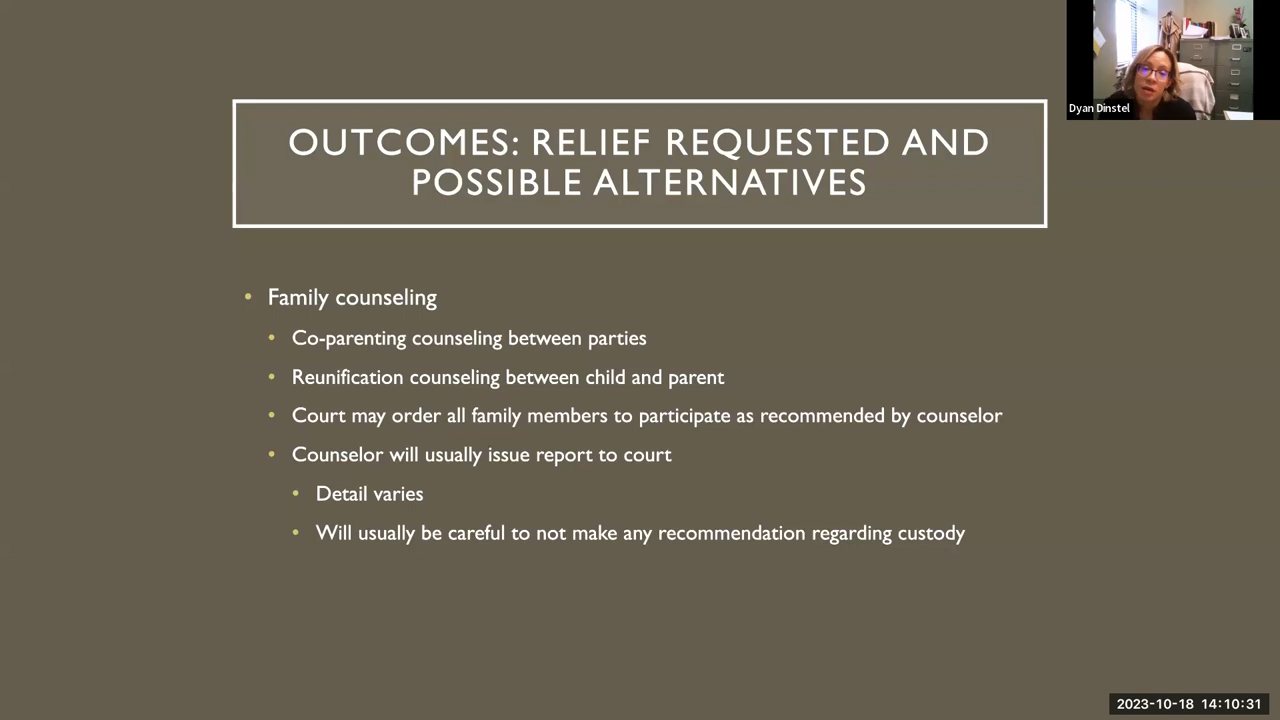 Dyan Dinstel
OUTCOMES: RELIEF REQUESTED AND
POSSIBLE ALTERNATIVES
• Family counseling
• Co-parenting counseling between parties
• Reunification counseling between child and parent
• Court may order all family members to participate as recommended by counselor
• Counselor will usually issue report to court
• Detail varies
• Will usually be careful to not make any recommendation regarding custody
2023-10-18 14:10:31